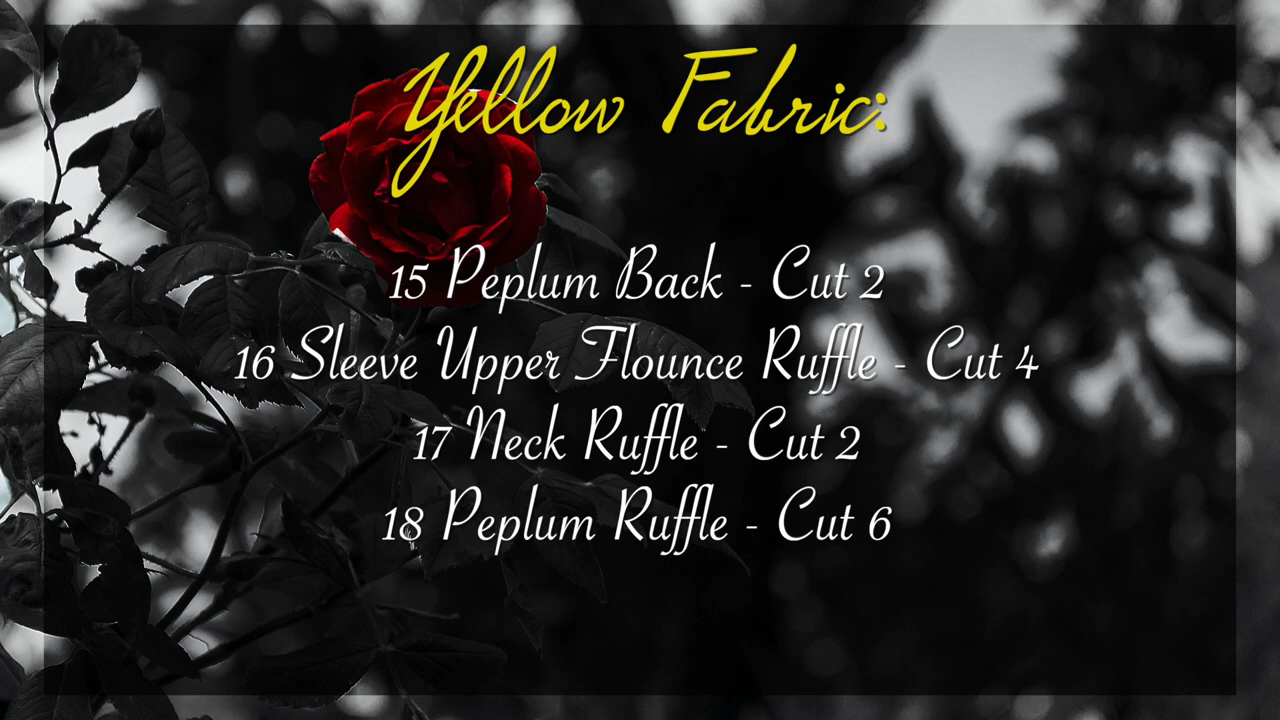 Yellow Fabric:
15 Peplum Back - Cut 2
16 Sleeve Upper Flounce Ruffle - Cut 4
17 Neck Ruffle - Cut 2
18 Peplum Ruffle - Cut 6